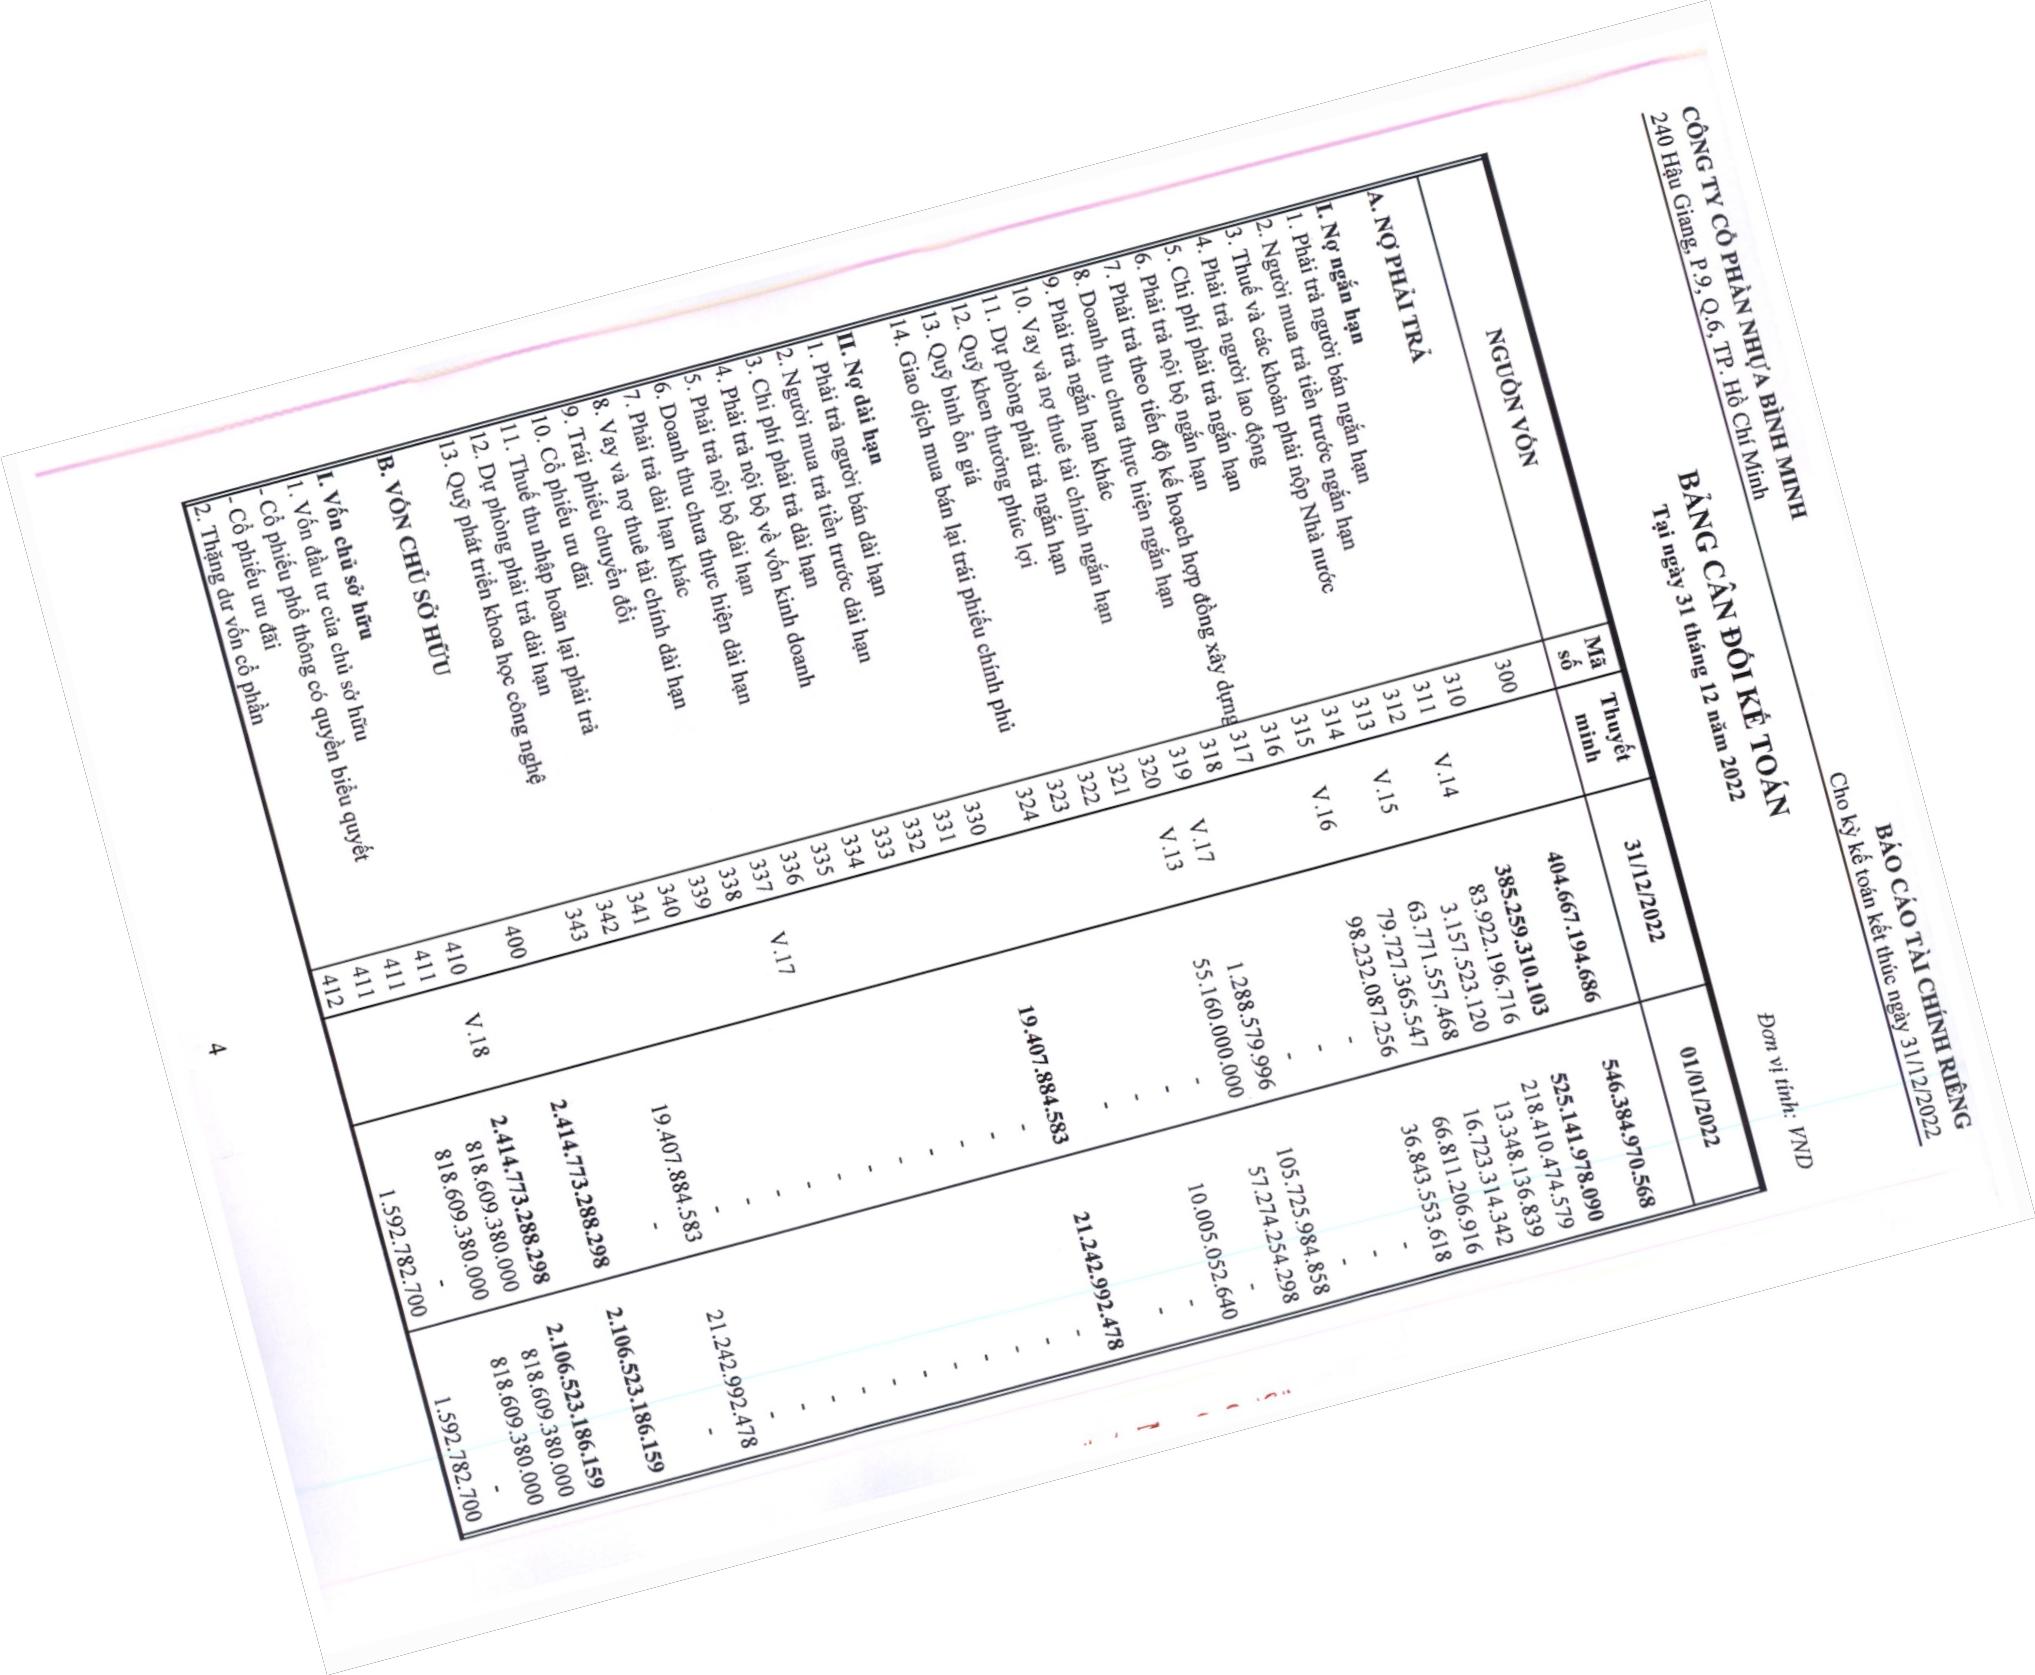 CÔNG TY CỔ PHẦN NHỰA BÌNH MINH
240 Hậu Giang, P.9, Q.6, TP. Hồ Chí Minh
BÁO CÁO TÀI CHÍNH RIÊNG
Cho kỳ kế toán kết thúc ngày 31/12/2022
BẢNG CÂN ĐỐI KẾ TOÁN
Tại ngày 31 tháng 12 năm 2022
Đơn vị tính: VND
NGUỒN VỐN Mã số Thuyết minh 31/12/2022 01/01/2022
A. NỢ PHẢI TRẢ 300 404.667.194.686 546.384.970.568
I. Nợ ngắn hạn 310 385.259.310.103 525.141.978.090
1. Phải trả người bán ngắn hạn 311 V.14 83.922.196.716 218.410.474.579
2. Người mua trả tiền trước ngắn hạn 312 3.157.523.120 13.348.136.839
3. Thuế và các khoản phải nộp Nhà nước 313 V.15 63.771.557.468 16.723.314.342
4. Phải trả người lao động 314 79.727.365.547 66.811.206.916
5. Chi phí phải trả ngắn hạn 315 V.16 98.232.087.256 36.843.553.618
6. Phải trả nội bộ ngắn hạn 316 - -
7. Phải trả theo tiến độ kế hoạch hợp đồng xây dựng 317 - -
8. Doanh thu chưa thực hiện ngắn hạn 318 - -
9. Phải trả ngắn hạn khác 319 V.17 1.288.579.996 105.725.984.858
10. Vay và nợ thuê tài chính ngắn hạn 320 V.13 55.160.000.000 57.274.254.298
11. Dự phòng phải trả ngắn hạn 321 - -
12. Quỹ khen thưởng phúc lợi 322 - 10.005.052.640
13. Quỹ bình ổn giá 323 - -
14. Giao dịch mua bán lại trái phiếu chính phủ 324 - -
II. Nợ dài hạn 330 19.407.884.583 21.242.992.478
1. Phải trả người bán dài hạn 331 - -
2. Người mua trả tiền trước dài hạn 332 - -
3. Chi phí phải trả dài hạn 333 - -
4. Phải trả nội bộ về vốn kinh doanh 334 - -
5. Phải trả nội bộ dài hạn 335 - -
6. Doanh thu chưa thực hiện dài hạn 336 - -
7. Phải trả dài hạn khác 337 V.17 - -
8. Vay và nợ thuê tài chính dài hạn 338 - -
9. Trái phiếu chuyển đổi 339 - -
10. Cổ phiếu ưu đãi 340 - -
11. Thuế thu nhập hoãn lại phải trả 341 - -
12. Dự phòng phải trả dài hạn 342 19.407.884.583 21.242.992.478
13. Quỹ phát triển khoa học công nghệ 343 - -
B. VỐN CHỦ SỞ HỮU 400 2.414.773.288.298 2.106.523.186.159
I. Vốn chủ sở hữu 410 V.18 2.414.773.288.298 2.106.523.186.159
1. Vốn đầu tư của chủ sở hữu 411 818.609.380.000 818.609.380.000
- Cổ phiếu phổ thông có quyền biểu quyết 411 818.609.380.000 818.609.380.000
- Cổ phiếu ưu đãi 411 - -
2. Thặng dư vốn cổ phần 412 1.592.782.700 1.592.782.700
4